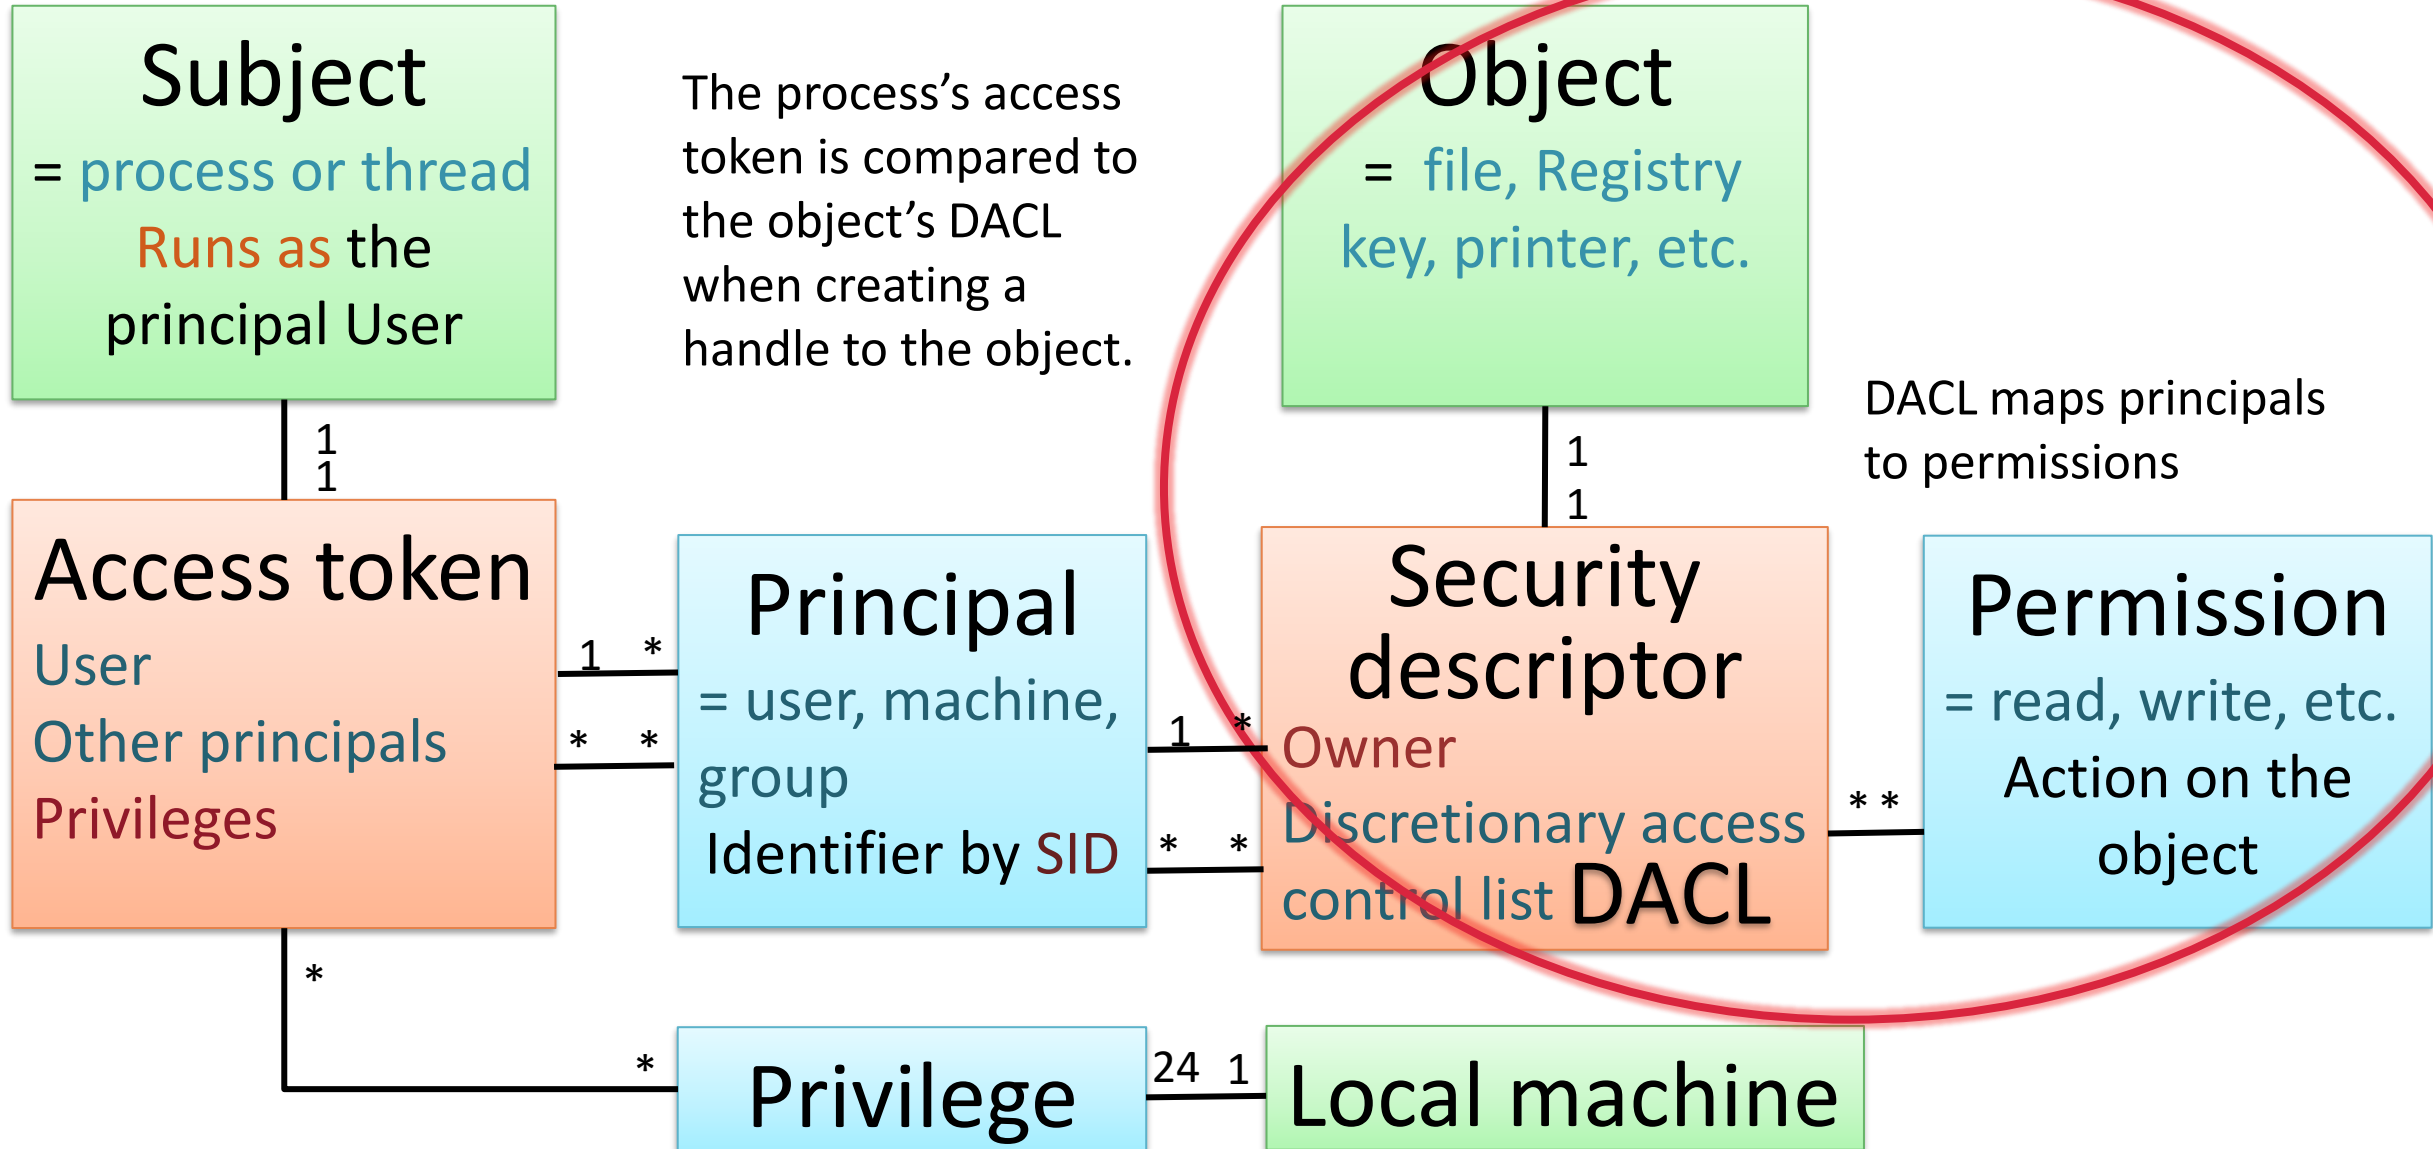 Subject
= process or thread
Runs as the
principal User
The process’s access
token is compared to
the object’s DACL
when creating a
handle to the object.
Object
= file, Registry
key, printer, etc.
DACL maps principals
to permissions
1
1
1
1
Access token
User
Other principals
Privileges
1 *
* *
Principal
= user, machine,
group
Identifier by SID
1 *
* *
Security
descriptor
Owner
Discretionary access
control list DACL
* *
Permission
= read, write, etc.
Action on the
object
*
*
Privilege
24 1
Local machine